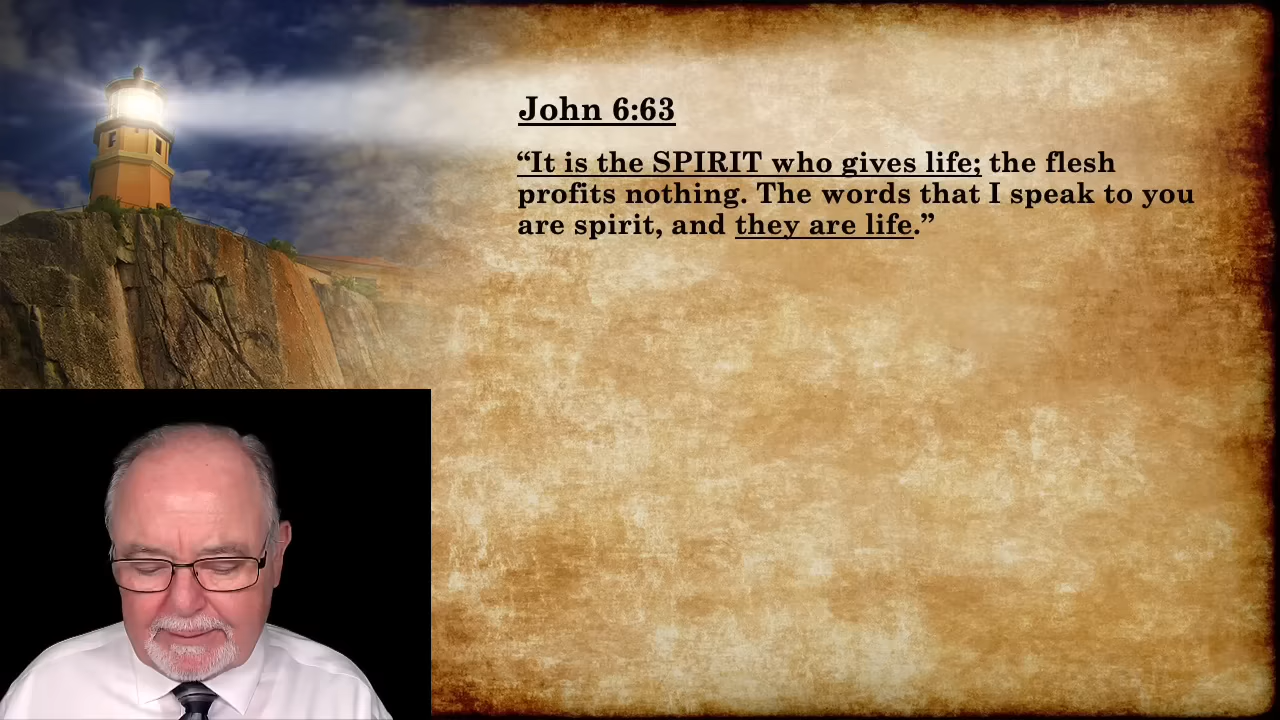 John 6:63
“It is the SPIRIT who gives life; the flesh
profits nothing. The words that I speak to you
are spirit, and they are life.”